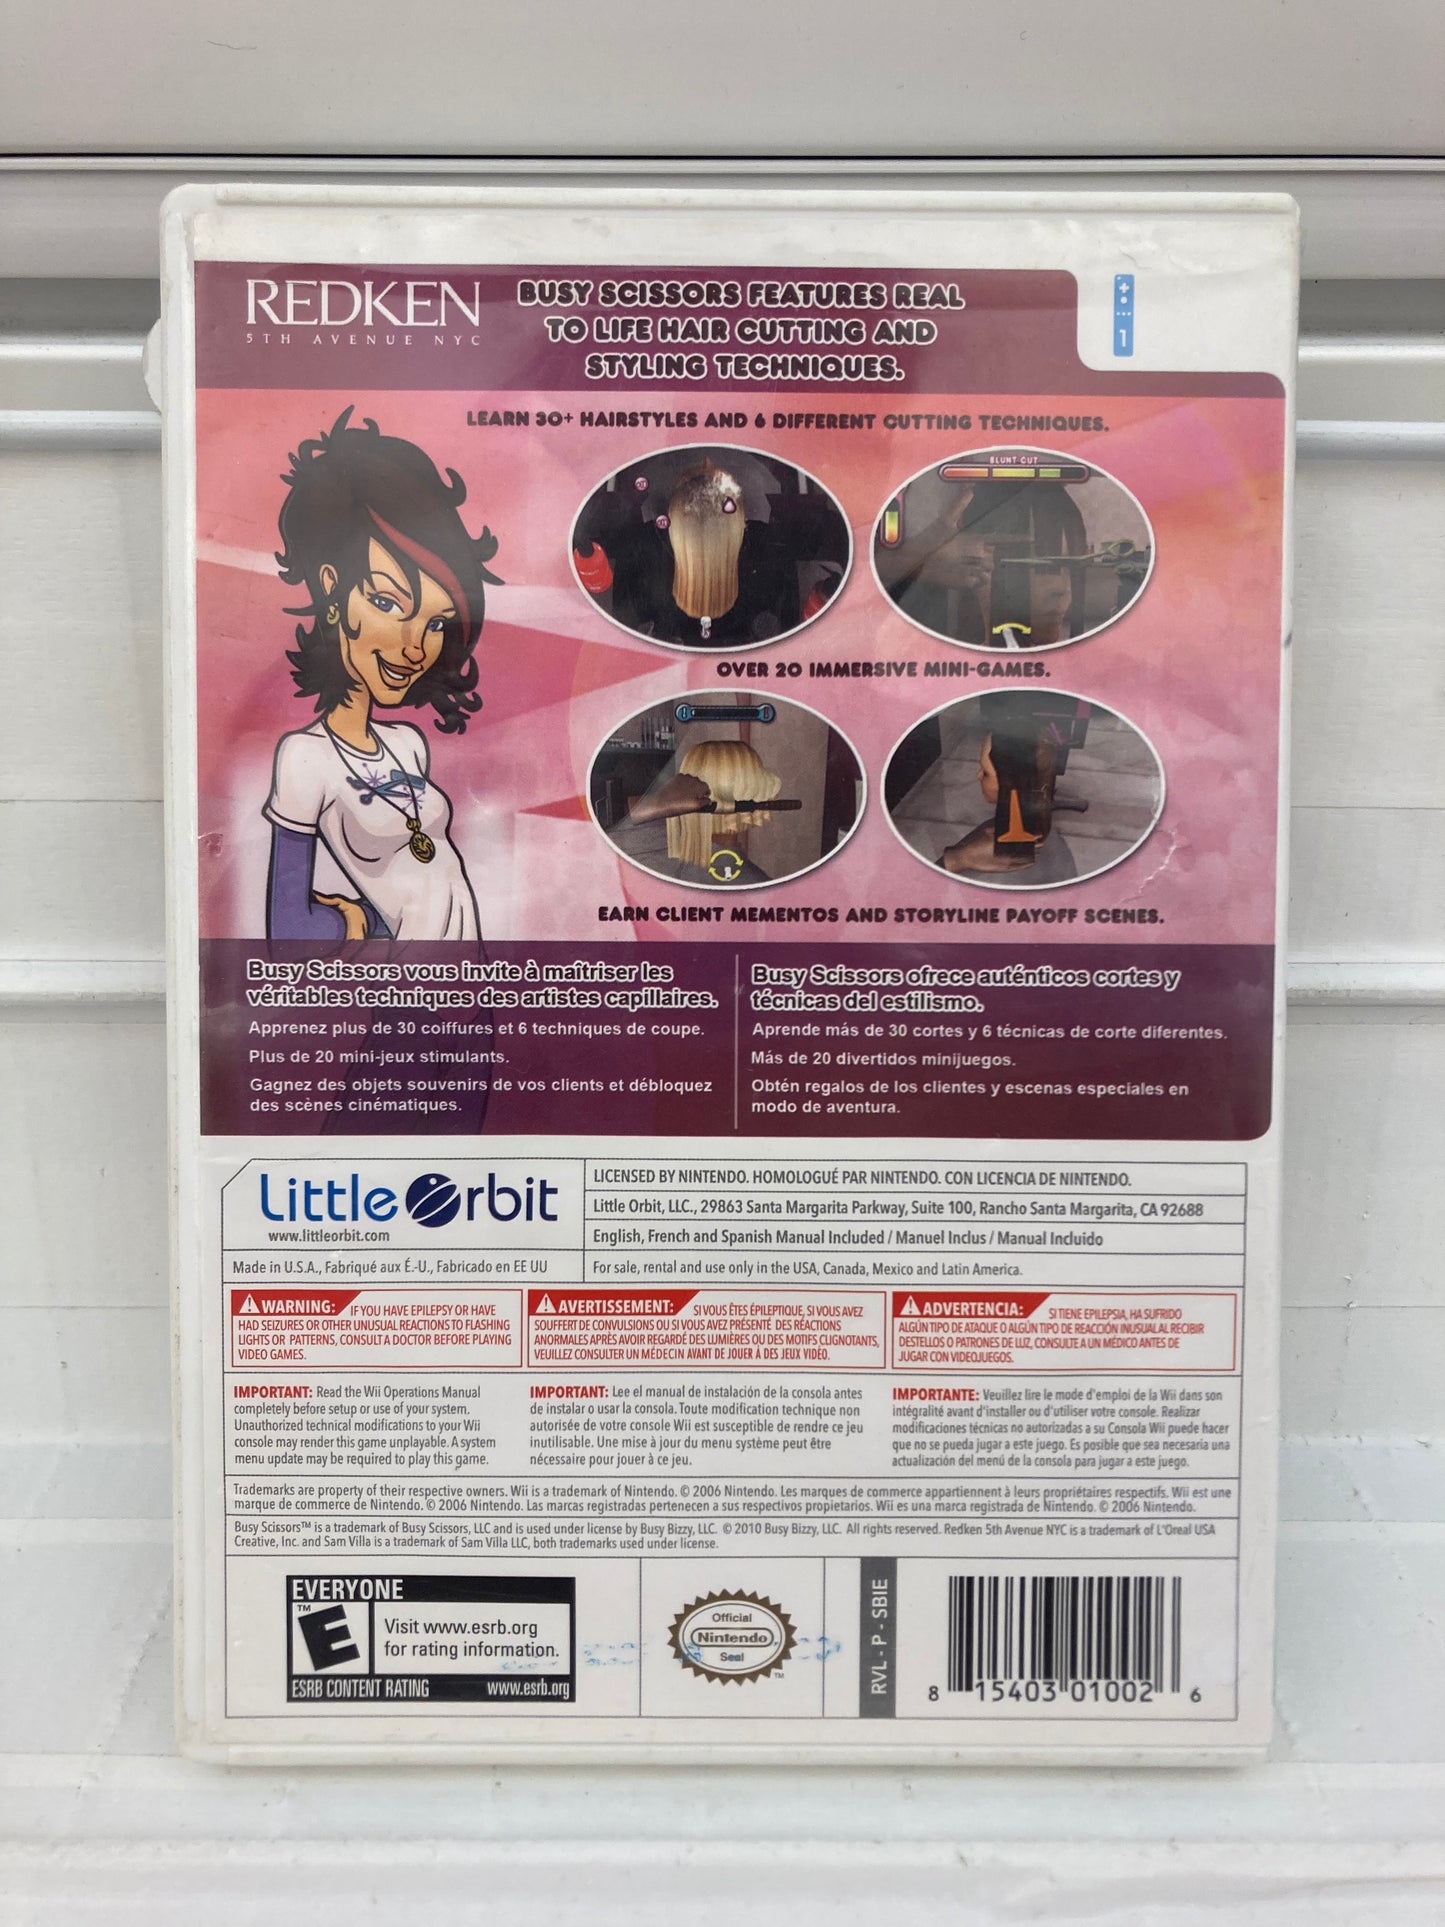 REDKEN
5TH AVENUE NYC
BUSY SCISSORS FEATURES REAL
TO LIFE HAIR CUTTING AND
STYLING TECHNIQUES.
1
LEARN 30+ HAIRSTYLES AND 6 DIFFERENT CUTTING TECHNIQUES.
BLUNT CUT
OVER 20 IMMERSIVE MINI-GAMES.
EARN CLIENT MEMENTOS AND STORYLINE PAYOFF SCENES.
Busy Scissors vous invite à maîtriser les
véritables techniques des artistes capillaires.
Apprenez plus de 30 coiffures et 6 techniques de coupe.
Plus de 20 mini-jeux stimulants.
Gagnez des objets souvenirs de vos clients et débloquez
des scènes cinématiques.
Busy Scissors ofrece auténticos cortes y
técnicas del estilismo.
Aprende más de 30 cortes y 6 técnicas de corte diferentes.
Más de 20 divertidos minijuegos.
Obtén regalos de los clientes y escenas especiales en
modo de aventura.
Little Orbit
www.littleorbit.com
Made in U.S.A., Fabriqué aux É.-U., Fabricado en EE UU
LICENSED BY NINTENDO. HOMOLOGUÉ PAR NINTENDO. CON LICENCIA DE NINTENDO.
Little Orbit, LLC., 29863 Santa Margarita Parkway, Suite 100, Rancho Santa Margarita, CA 92688
English, French and Spanish Manual Included / Manuel Inclus / Manual Incluido
For sale, rental and use only in the USA, Canada, Mexico and Latin America.
WARNING: IF YOU HAVE EPILEPSY OR HAVE
HAD SEIZURES OR OTHER UNUSUAL REACTIONS TO FLASHING
LIGHTS OR PATTERNS, CONSULT A DOCTOR BEFORE PLAYING
VIDEO GAMES.
AVERTISSEMENT: SI VOUS ÊTES ÉPILEPTIQUE, SI VOUS AVEZ
SOUFFERT DE CONVULSIONS OU SI VOUS AVEZ PRÉSENTÉ DES RÉACTIONS
ANORMALES APRÈS AVOIR REGARDÉ DES LUMIÈRES OU DES MOTIFS CLIGNOTANTS,
VEUILLEZ CONSULTER UN MÉDECIN AVANT DE JOUER À DES JEUX VIDÉO.
ADVERTENCIA: SI TIENE EPILEPSIA, HA SUFRIDO
ALGÚN TIPO DE ATAQUE O ALGÚN TIPO DE REACCIÓN INUSUAL AL RECIBIR
DESTELLOS O PATRONES DE LUZ, CONSULTE A UN MÉDICO ANTES DE
JUGAR CON VIDEOJUEGOS.
IMPORTANT: Read the Wii Operations Manual
completely before setup or use of your system.
Unauthorized technical modifications to your Wii
console may render this game unplayable. A system
menu update may be required to play this game.
IMPORTANT: Lee el manual de instalación de la consola antes
de instalar o usar la consola. Toute modification technique non
autorisée de votre console Wii est susceptible de rendre ce jeu
inutilisable. Une mise à jour du menu système peut être
nécessaire pour jouer à ce jeu.
IMPORTANTE: Veuillez lire le mode d'emploi de la Wii dans son
intégralité avant d'installer ou d'utiliser votre console. Realizar
modificaciones técnicas no autorizadas a su Consola Wii puede hacer
que no se pueda jugar a este juego. Es posible que sea necesaria una
actualización del menú de la consola para jugar a este juego.
Trademarks are property of their respective owners. Wii is a trademark of Nintendo. © 2006 Nintendo. Les marques de commerce appartiennent à leurs propriétaires respectifs. Wii est une
marque de commerce de Nintendo. © 2006 Nintendo. Las marcas registradas pertenecen a sus respectivos propietarios. Wii es una marca registrada de Nintendo. © 2006 Nintendo.
Busy Scissors™ is a trademark of Busy Scissors, LLC and is used under license by Busy Bizzy, LLC. © 2010 Busy Bizzy, LLC. All rights reserved. Redken 5th Avenue NYC is a trademark of L'Oreal USA
Creative, Inc. and Sam Villa is a trademark of Sam Villa LLC, both trademarks used under license.
EVERYONE
E ™
Visit www.esrb.org
for rating information.
ESRB CONTENT RATING www.esrb.org
Official
Nintendo
Seal
™
RVL - P - SBIE
8 15403 01002 6